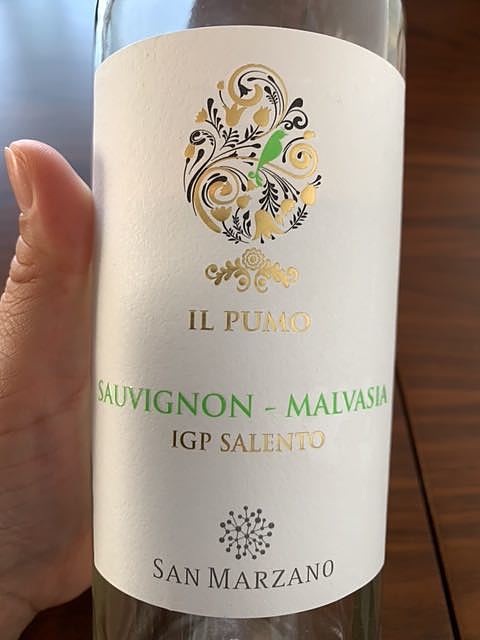 IL PUMO
SAUVIGNON - MALVASIA
IGP SALENTO
SAN MARZANO